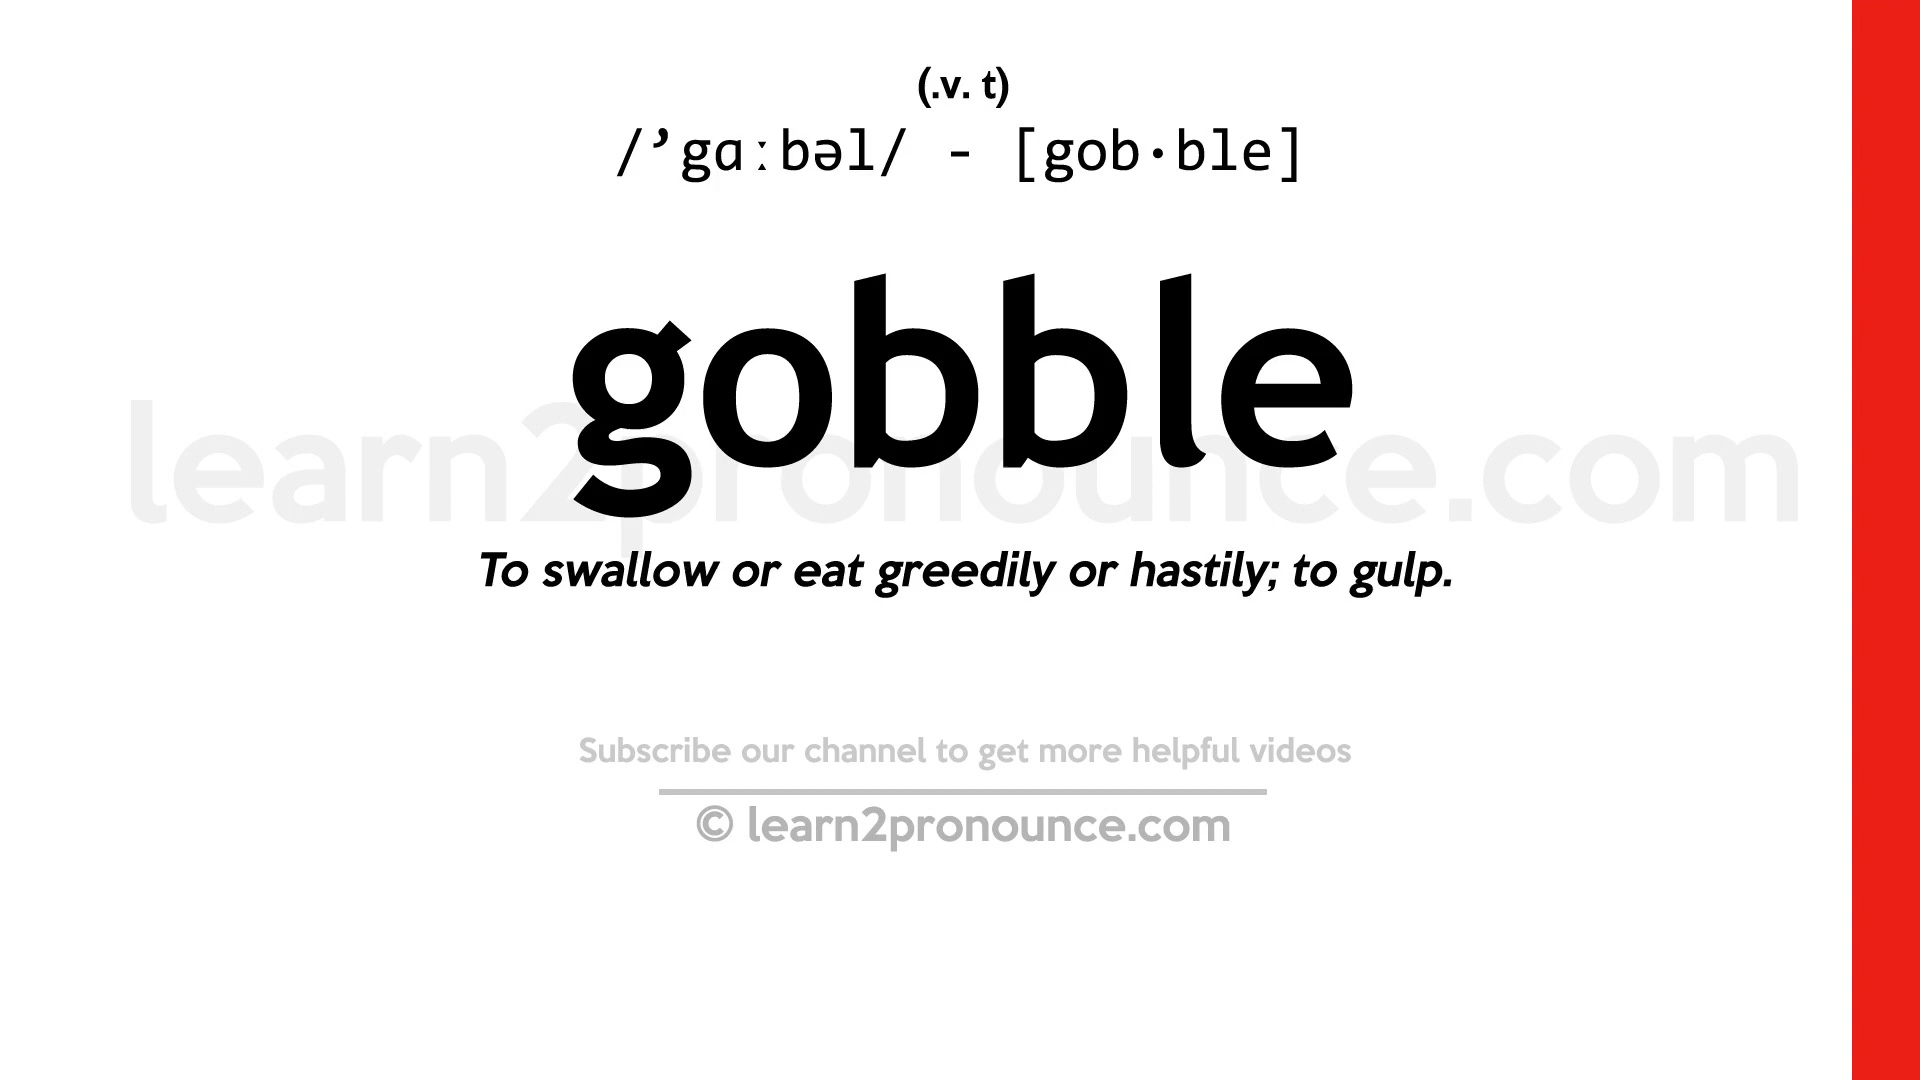 (.v. t)
/’gɑːbəl/ - [gob·ble]
gobble
learn2pronounce.com
To swallow or eat greedily or hastily; to gulp.
Subscribe our channel to get more helpful videos
© learn2pronounce.com